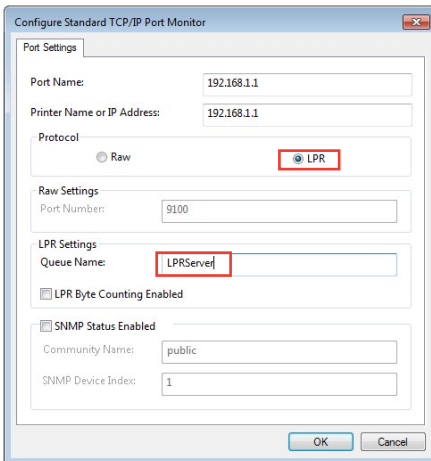 Configure Standard TCP/IP Port Monitor
Port Settings
Port Name: 192.168.1.1
Printer Name or IP Address: 192.168.1.1
Protocol
Raw LPR
Raw Settings
Port Number: 9100
LPR Settings
Queue Name: LPRServer
LPR Byte Counting Enabled
SNMP Status Enabled
Community Name: public
SNMP Device Index: 1
OK Cancel